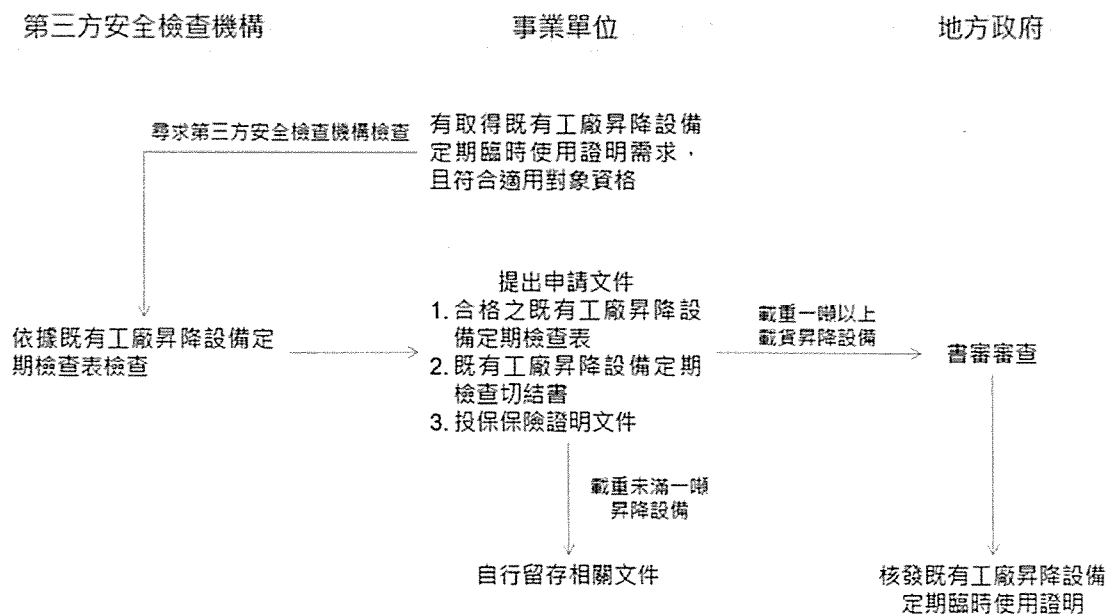 第三方安全檢查機構
事業單位
地方政府
尋求第三方安全檢查機構檢查
有取得既有工廠昇降設備
定期臨時使用證明需求，
且符合適用對象資格
依據既有工廠昇降設備定
期檢查表檢查
提出申請文件
1. 合格之既有工廠昇降設
備定期檢查表
2. 既有工廠昇降設備定期
檢查切結書
3. 投保保險證明文件
載重一噸以上
載貨昇降設備
書審審查
載重未滿一噸
昇降設備
自行留存相關文件
核發既有工廠昇降設備
定期臨時使用證明